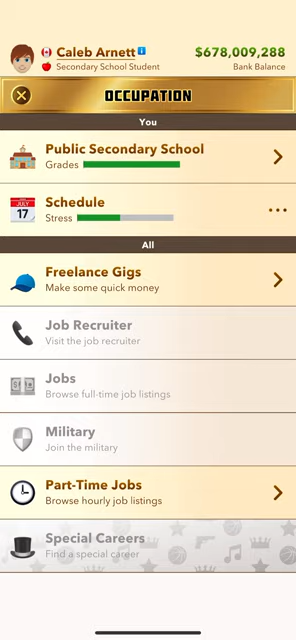 Caleb Arnett
$678,009,288
Secondary School Student
Bank Balance
OCCUPATION
You
Public Secondary School
Grades
JULY
17
Schedule
Stress
All
Freelance Gigs
Make some quick money
Job Recruiter
Visit the job recruiter
Jobs
Browse full-time job listings
Military
Join the military
Part-Time Jobs
Browse hourly job listings
Special Careers
Find a special career